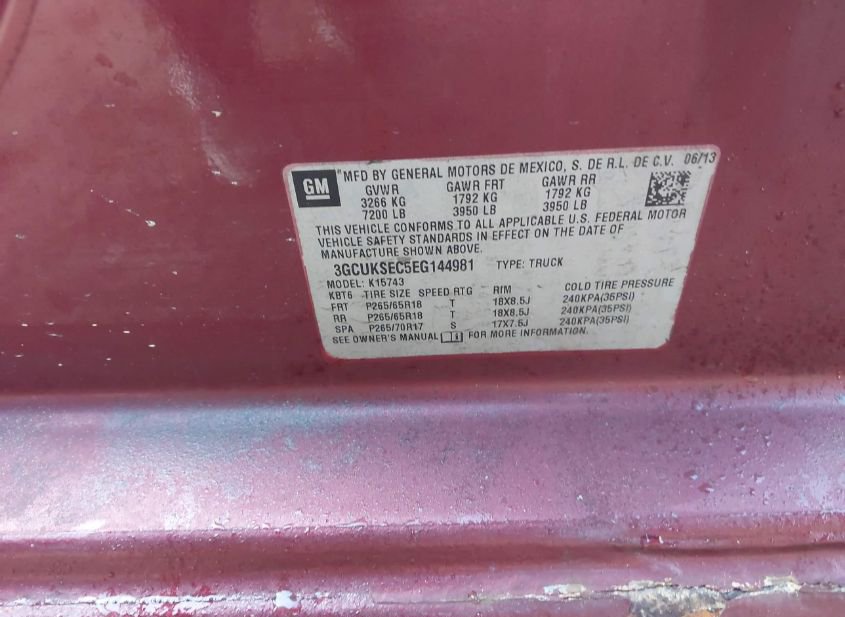 GM MFD BY GENERAL MOTORS DE MEXICO, S. DE R.L. DE C.V. 06/13
GVWR GAWR FRT GAWR RR
3266 KG 1792 KG 1792 KG
7200 LB 3950 LB 3950 LB
THIS VEHICLE CONFORMS TO ALL APPLICABLE U.S. FEDERAL MOTOR
VEHICLE SAFETY STANDARDS IN EFFECT ON THE DATE OF
MANUFACTURE SHOWN ABOVE.
3GCUKSEC5EG144981 TYPE: TRUCK
MODEL: K15743
KBT6 TIRE SIZE SPEED RTG RIM COLD TIRE PRESSURE
FRT P265/65R18 T 18X8.5J 240KPA(35PSI)
RR P265/65R18 T 18X8.5J 240KPA(35PSI)
SPA P265/70R17 S 17X7.5J 240KPA(35PSI)
SEE OWNER'S MANUAL FOR MORE INFORMATION.